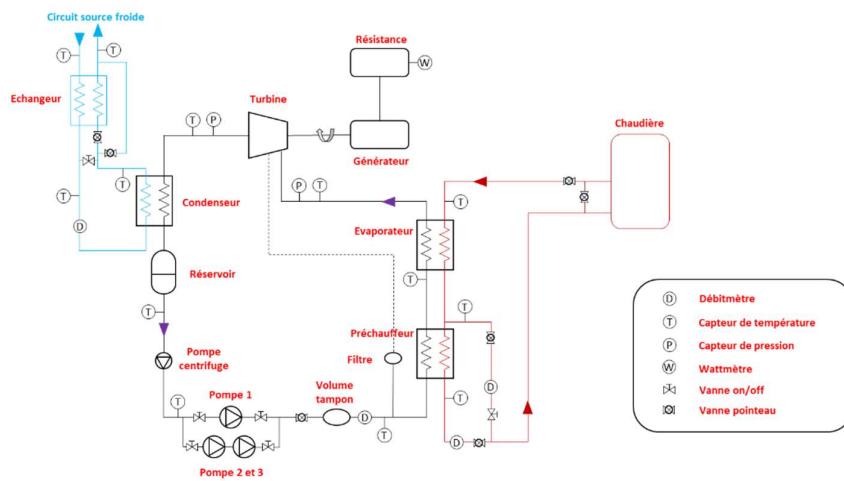 Circuit source froide
T
T
Echangeur
Résistance
W
Turbine
T
P
Générateur
Chaudière
T
T
D
Condenseur
P
T
T
Evaporateur
T
Réservoir
T
T
Préchauffeur
Filtre
D
T
Pompe
centrifuge
Pompe 1
T
Volume
tampon
D
T
D
Pompe 2 et 3
D
Débitmètre
T
Capteur de température
P
Capteur de pression
W
Wattmètre
Vanne on/off
Vanne pointeau